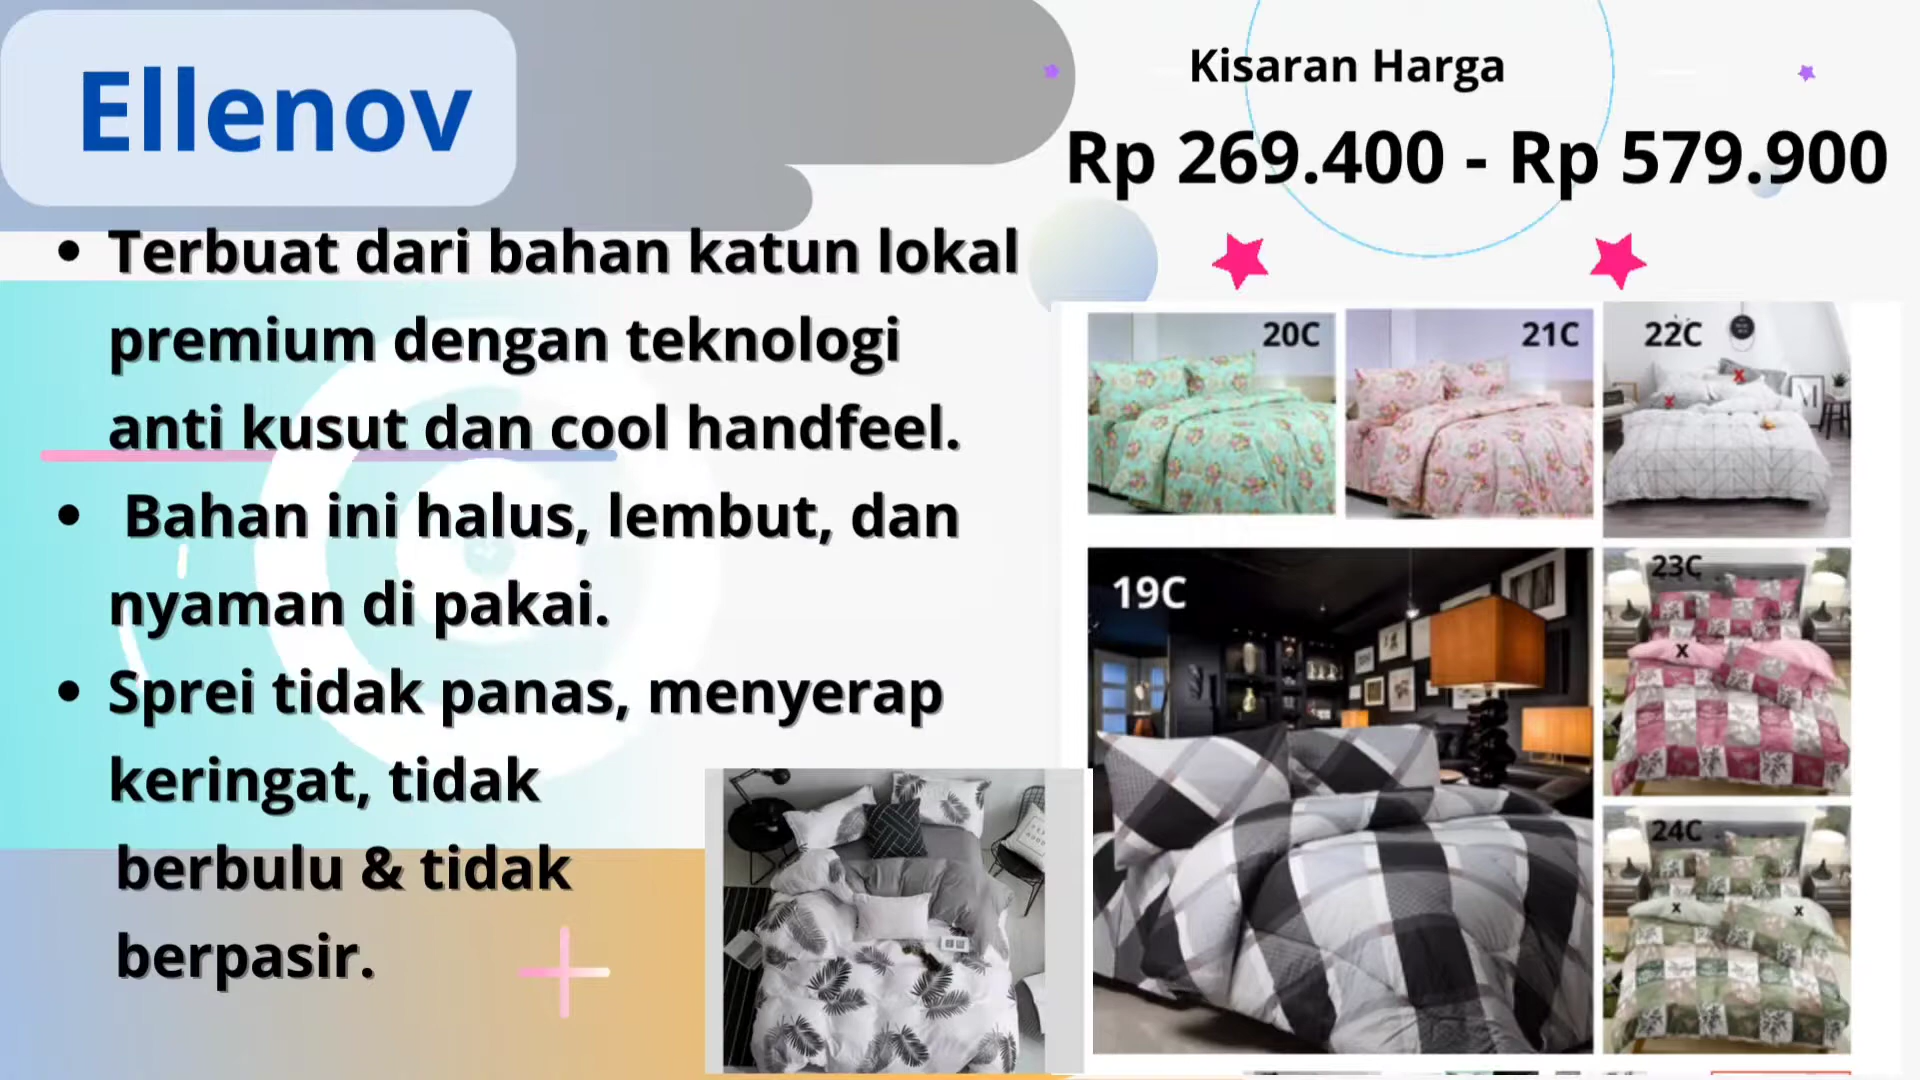 Ellenov
Kisaran Harga
Rp 269.400 - Rp 579.900
• Terbuat dari bahan katun lokal
premium dengan teknologi
anti kusut dan cool handfeel.
• Bahan ini halus, lembut, dan
nyaman di pakai.
• Sprei tidak panas, menyerap
keringat, tidak
berbulu & tidak
berpasir.
20C
21C
22C
19C
23C
24C
x
x
x
x
x